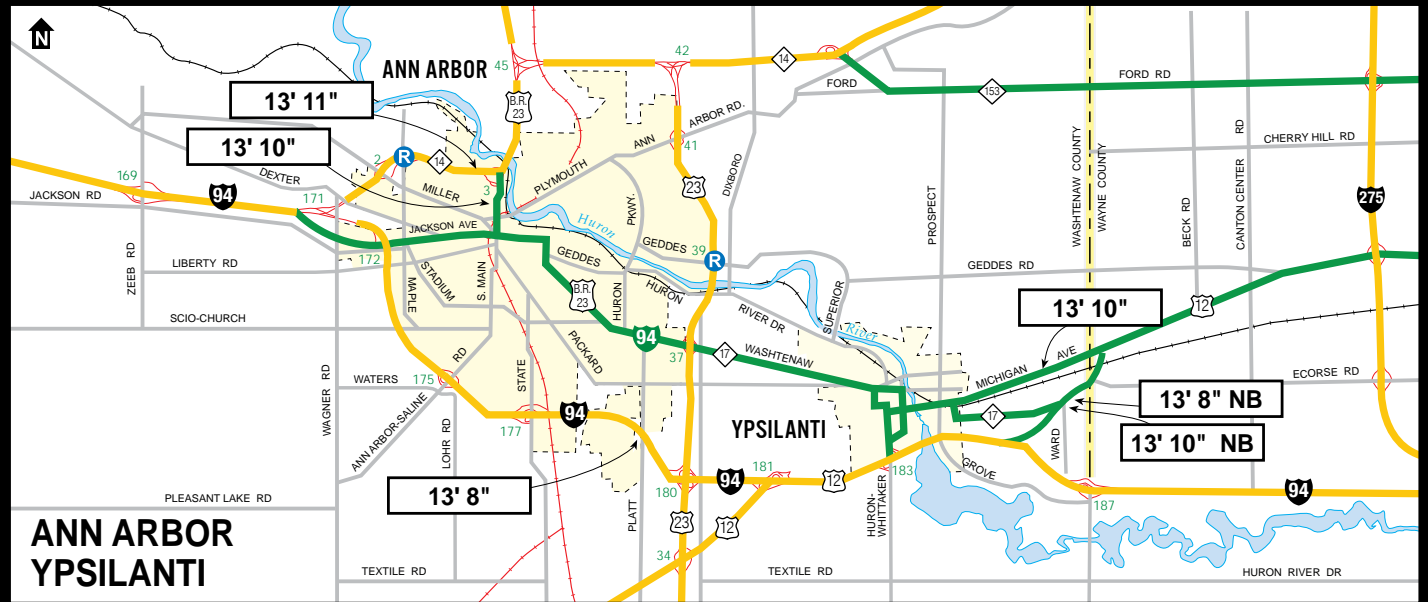 N
ANN ARBOR
45
42
14
FORD RD
FORD
153
13' 11"
B.R.
23
ARBOR RD.
ANN
41
13' 10"
2
R
14
CHERRY HILL RD
WASHTENAW COUNTY
WAYNE COUNTY
CANTON CENTER RD
BECK RD
PROSPECT
DIXBORO
169
DEXTER
171
MILLER
3
PLYMOUTH
PKWY.
23
JACKSON RD
94
275
JACKSON AVE
Huron
GEDDES
39
R
172
LIBERTY RD
ZEEB RD
GEDDES
GEDDES RD
MAPLE
STADIUM
S. MAIN
B.R.
23
HURON
HURON
RIVER DR
SUPERIOR
River
13' 10"
12
SCIO-CHURCH
94
37
17
WASHTENAW
PACKARD
MICHIGAN AVE
WAGNER RD
WATERS
175
RD
STATE
ECORSE RD
ANN ARBOR-SALINE
LOHR RD
177
94
17
13' 8" NB
13' 10" NB
WARD
YPSILANTI
GROVE
13' 8"
180
94
181
12
183
HURON-
WHITTAKER
187
94
PLEASANT LAKE RD
PLATT
23
12
34
ANN ARBOR
YPSILANTI
TEXTILE RD
TEXTILE RD
HURON RIVER DR